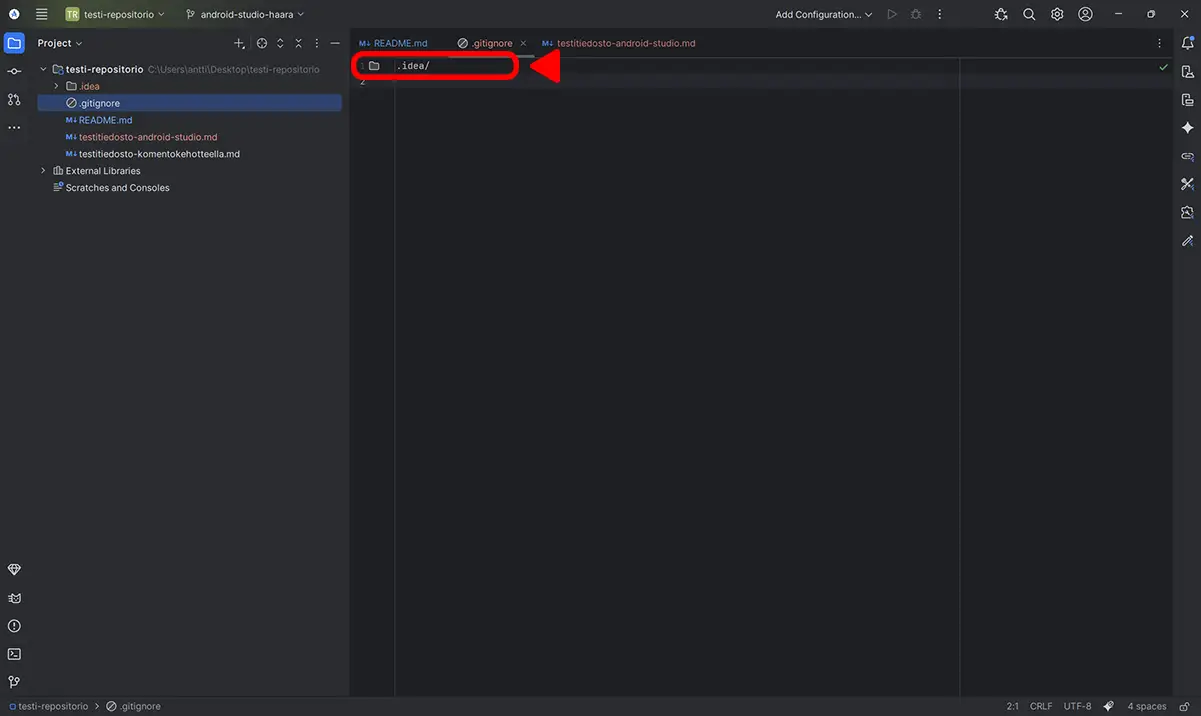 TR testi-repositorio android-studio-haara Add Configuration...
Project
README.md .gitignore testitiedosto-android-studio.md
testi-repositorio C:\Users\antti\Desktop\testi-repositorio
1 .idea/
2
.idea
.gitignore
M↓ README.md
M↓ testitiedosto-android-studio.md
M↓ testitiedosto-komentokehotteella.md
External Libraries
Scratches and Consoles
testi-repositorio .gitignore 2:1 CRLF UTF-8 4 spaces